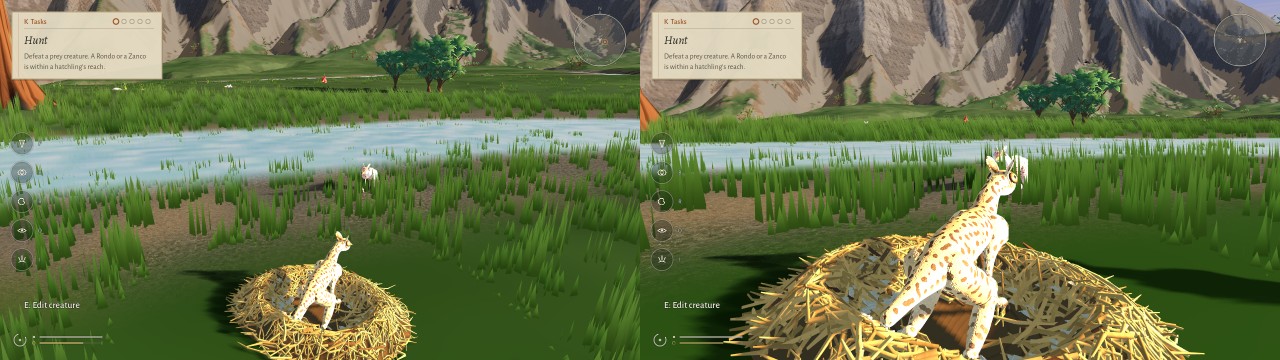 K Tasks
Hunt
Defeat a prey creature. A Rondo or a Zanco
is within a hatchling's reach.
E: Edit creature
K Tasks
Hunt
Defeat a prey creature. A Rondo or a Zanco
is within a hatchling's reach.
E: Edit creature